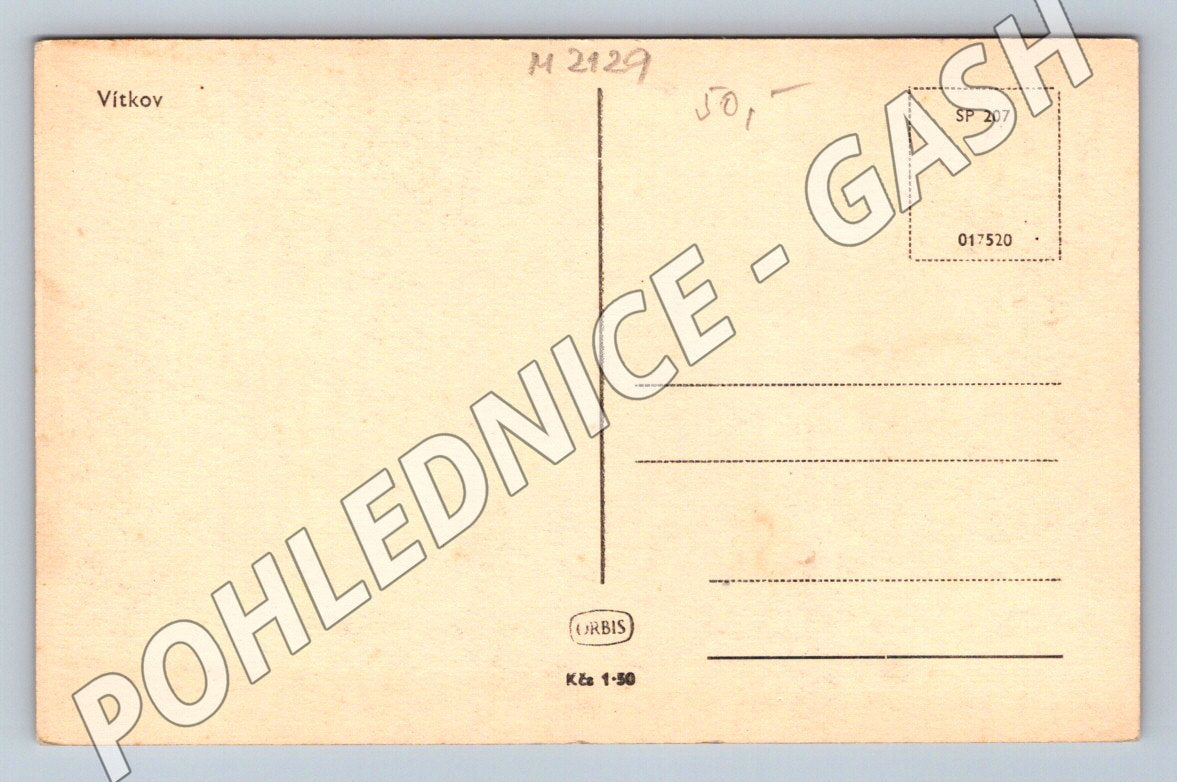 M 2129
Vítkov
50,-
SP 207
017520
ORBIS
Kčs 1·50
POHLEDNICE - GASH